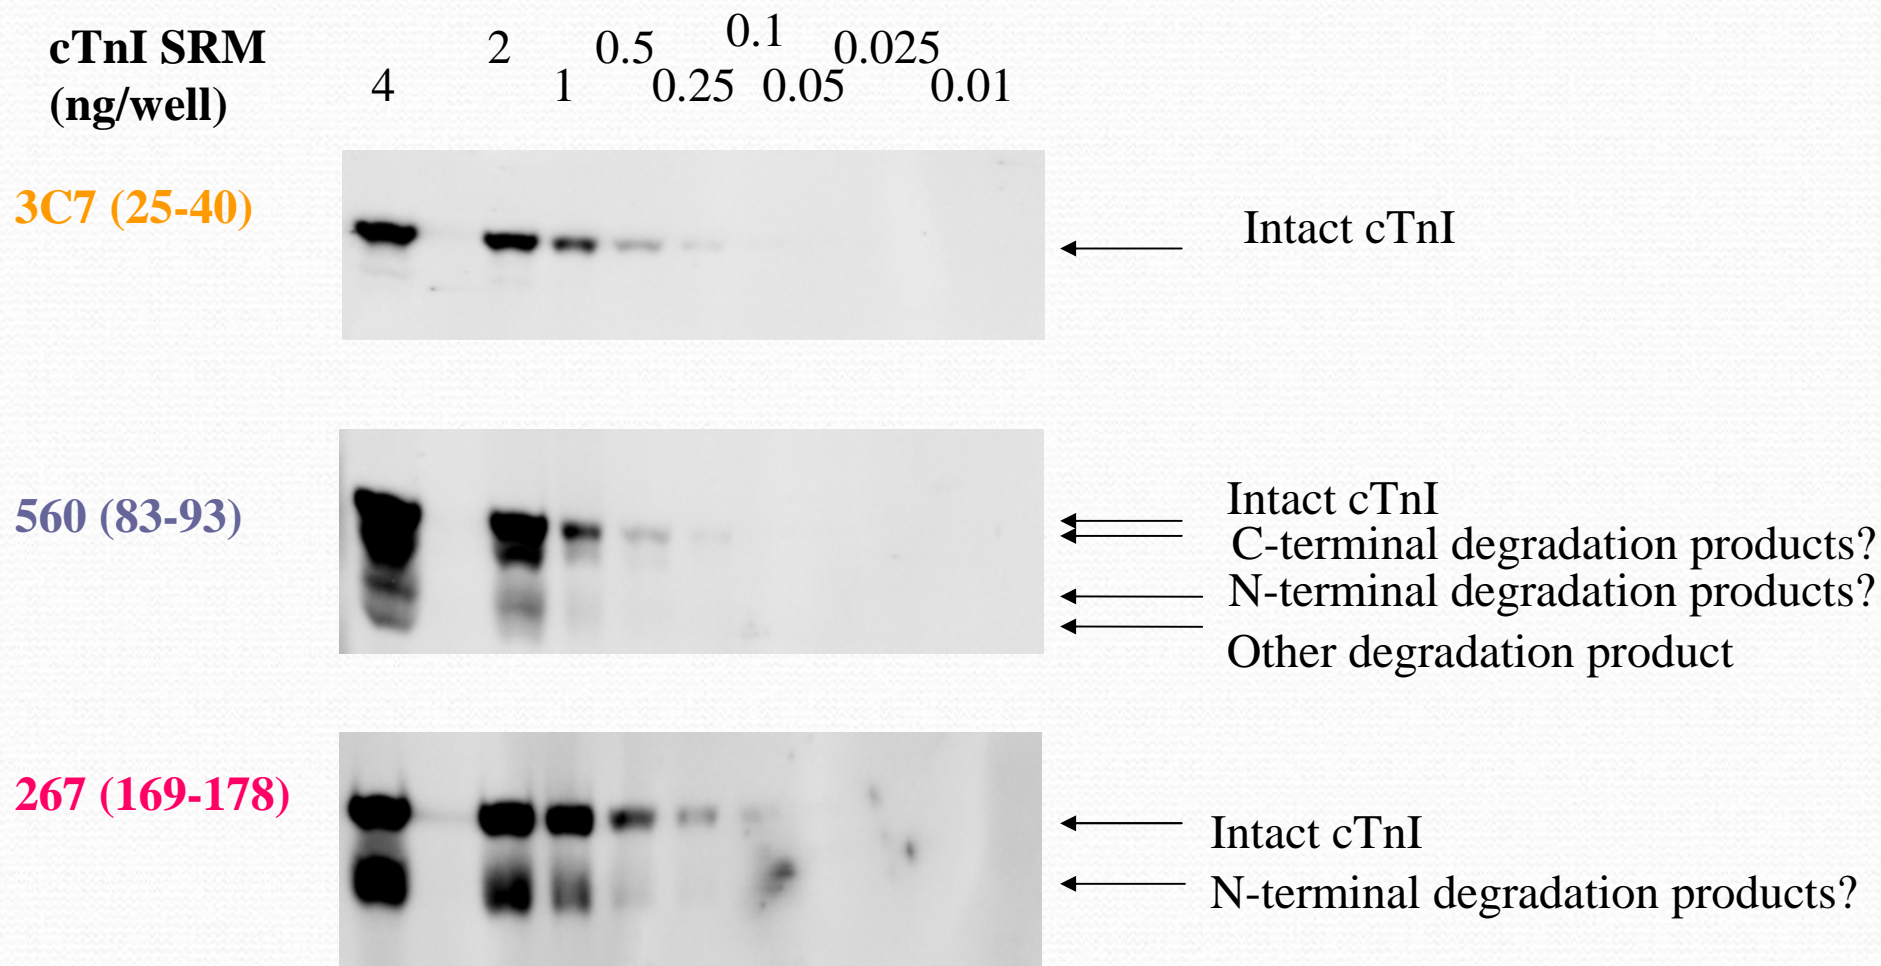 cTnI SRM
(ng/well)
4 2 1 0.5 0.25 0.1 0.05 0.025 0.01
3C7 (25-40)
Intact cTnI
560 (83-93)
Intact cTnI
C-terminal degradation products?
N-terminal degradation products?
Other degradation product
267 (169-178)
Intact cTnI
N-terminal degradation products?